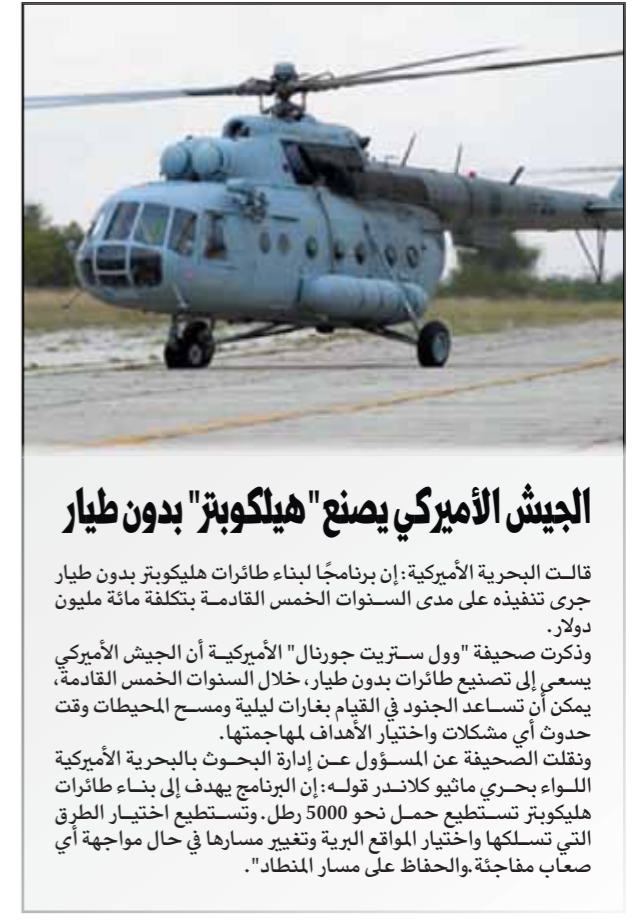 الجيش الأميركي يصنع "هيلكوبتر" بدون طيار
قالت البحرية الأميركية: إن برنامجًا لبناء طائرات هليكوبتر بدون طيار
جرى تنفيذه على مدى السنوات الخمس القادمة بتكلفة مائة مليون
دولار.
وذكرت صحيفة "وول ستريت جورنال" الأميركية أن الجيش الأميركي
يسعى إلى تصنيع طائرات بدون طيار، خلال السنوات الخمس القادمة،
يمكن أن تساعد الجنود في القيام بغارات ليلية ومسح المحيطات وقت
حدوث أي مشكلات واختيار الأهداف لمهاجمتها.
ونقلت الصحيفة عن المسؤول عن إدارة البحوث بالبحرية الأميركية
اللواء بحري ماثيو كلاندر قوله: إن البرنامج يهدف إلى بناء طائرات
هليكوبتر تستطيع حمل نحو 5000 رطل. وتستطيع اختيار الطرق
التي تسلكها واختيار المواقع البرية وتغيير مسارها في حال مواجهة أي
صعاب مفاجئة.والحفاظ على مسار المنطاد".